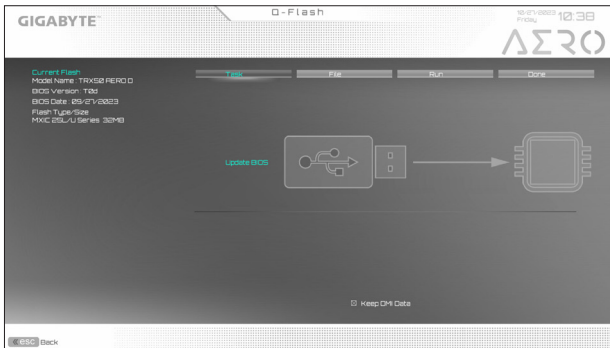 GIGABYTE™
Q-Flash
10-27-2023
Friday
10:38
AERO
Current Flash
Model Name : TRX50 AERO D
BIOS Version : T0d
BIOS Date : 09/27/2023
Flash Type/Size
MXIC 25L/U Series 32MB
Task
File
Run
Done
Update BIOS
Keep DMI Data
esc Back